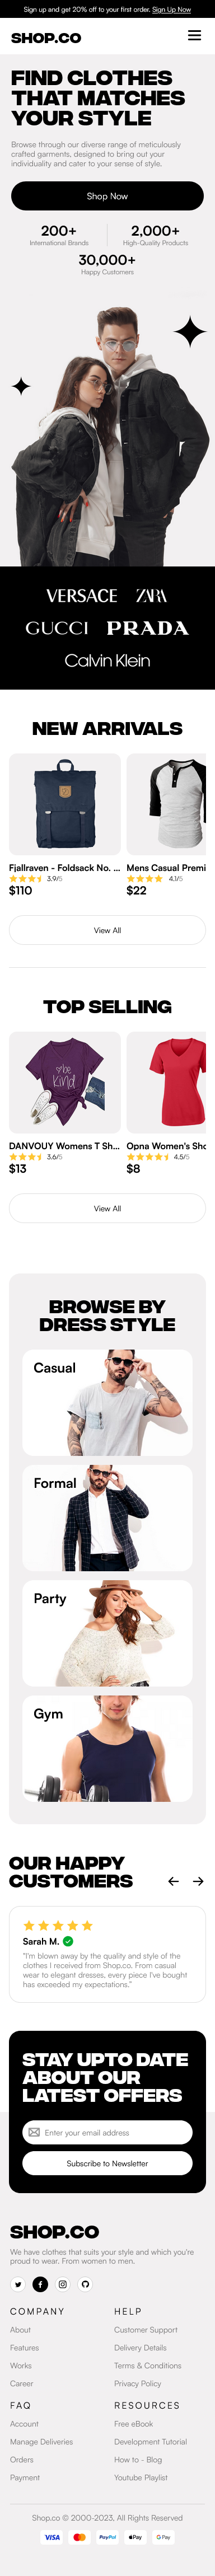 Sign up and get 20% off to your first order. Sign Up Now
SHOP.CO
FIND CLOTHES
THAT MATCHES
YOUR STYLE
Browse through our diverse range of meticulously
crafted garments, designed to bring out your
individuality and cater to your sense of style.
Shop Now
200+
International Brands
2,000+
High-Quality Products
30,000+
Happy Customers
VERSACE ZARA
GUCCI PRADA
Calvin Klein
NEW ARRIVALS
Fjallraven - Foldsack No. ...
3.9/5
$110
Mens Casual Premi
4.1/5
$22
View All
TOP SELLING
be
Kind!
DANVOUY Womens T Sh...
3.6/5
$13
Opna Women's Sho
4.5/5
$8
View All
BROWSE BY
DRESS STYLE
Casual
Formal
Party
Gym
OUR HAPPY
CUSTOMERS
Sarah M.
"I'm blown away by the quality and style of the
clothes I received from Shop.co. From casual
wear to elegant dresses, every piece I've bought
has exceeded my expectations."
STAY UPTO DATE
ABOUT OUR
LATEST OFFERS
Enter your email address
Subscribe to Newsletter
SHOP.CO
We have clothes that suits your style and which you're
proud to wear. From women to men.
COMPANY
About
Features
Works
Career
HELP
Customer Support
Delivery Details
Terms & Conditions
Privacy Policy
FAQ
Account
Manage Deliveries
Orders
Payment
RESOURCES
Free eBook
Development Tutorial
How to - Blog
Youtube Playlist
Shop.co © 2000-2023, All Rights Reserved
VISA
PayPal
Pay
G Pay